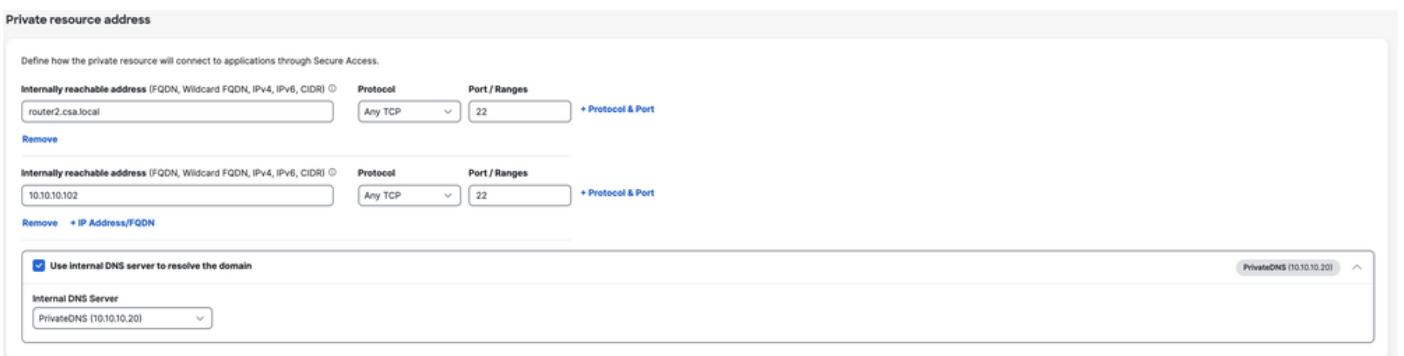 Private resource address
Define how the private resource will connect to applications through Secure Access.
Internally reachable address (FQDN, Wildcard FQDN, IPv4, IPv6, CIDR) Protocol Port / Ranges
router2.csa.local Any TCP 22 + Protocol & Port
Remove
Internally reachable address (FQDN, Wildcard FQDN, IPv4, IPv6, CIDR) Protocol Port / Ranges
10.10.10.102 Any TCP 22 + Protocol & Port
Remove + IP Address/FQDN
Use internal DNS server to resolve the domain PrivateDNS (10.10.10.20)
Internal DNS Server
PrivateDNS (10.10.10.20)